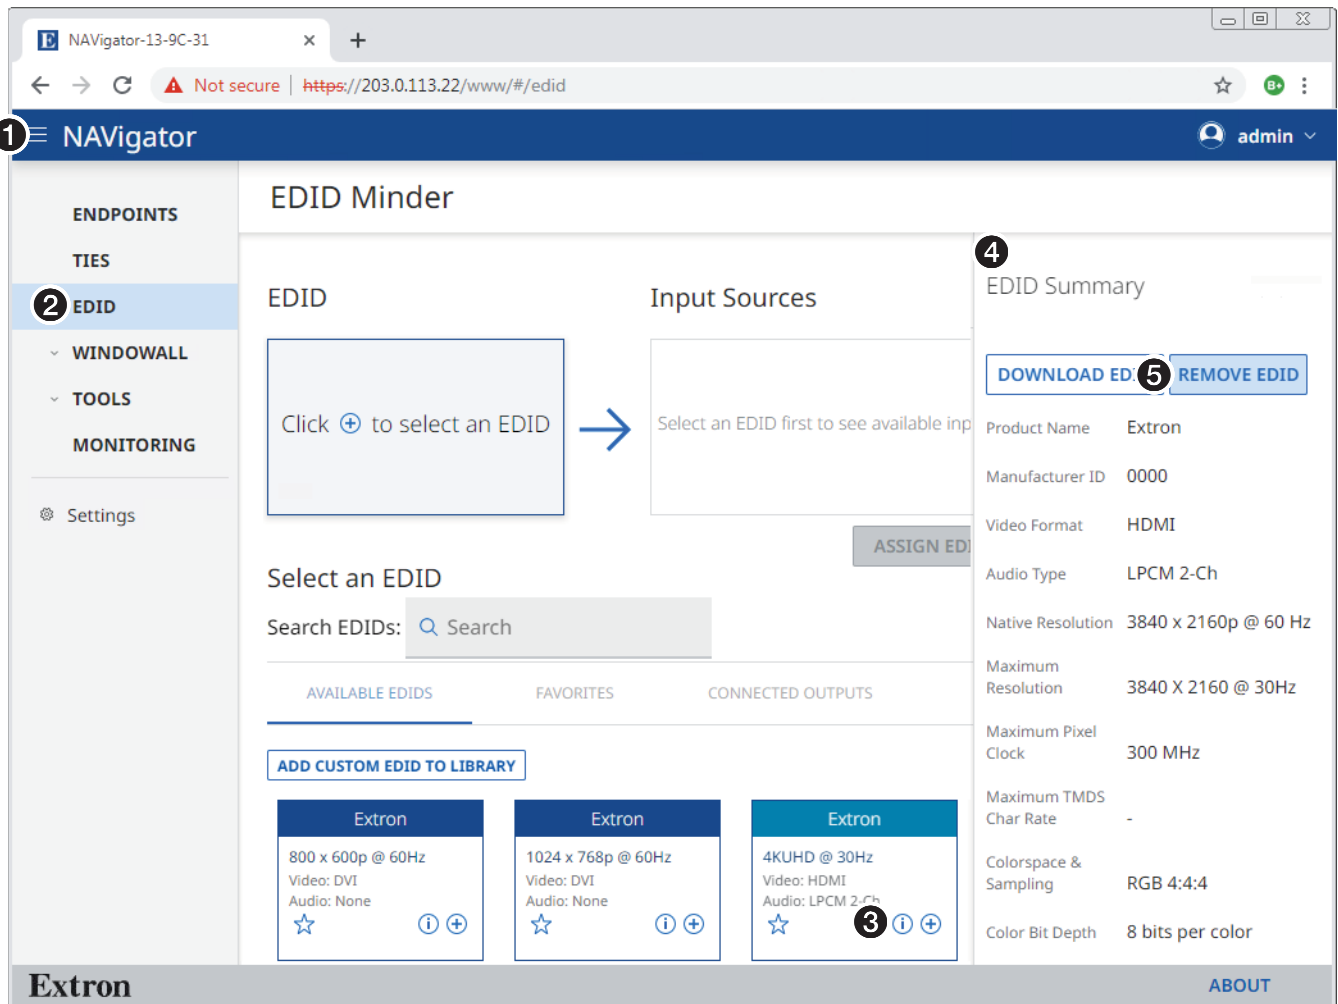 NAVigator-13-9C-31
Not secure | https://203.0.113.22/www/#/edid
1 NAVigator
admin
ENDPOINTS
TIES
2 EDID
WINDOWALL
TOOLS
MONITORING
Settings
EDID Minder
EDID
Click + to select an EDID
Input Sources
Select an EDID first to see available inp
ASSIGN EDI
Select an EDID
Search EDIDs: Search
AVAILABLE EDIDS FAVORITES CONNECTED OUTPUTS
ADD CUSTOM EDID TO LIBRARY
Extron
800 x 600p @ 60Hz
Video: DVI
Audio: None
Extron
1024 x 768p @ 60Hz
Video: DVI
Audio: None
Extron
4KUHD @ 30Hz
Video: HDMI
Audio: LPCM 2-Ch
3
4
EDID Summary
DOWNLOAD EDI 5 REMOVE EDID
Product Name Extron
Manufacturer ID 0000
Video Format HDMI
Audio Type LPCM 2-Ch
Native Resolution 3840 x 2160p @ 60 Hz
Maximum
Resolution 3840 X 2160 @ 30Hz
Maximum Pixel
Clock 300 MHz
Maximum TMDS
Char Rate -
Colorspace &
Sampling RGB 4:4:4
Color Bit Depth 8 bits per color
Extron
ABOUT